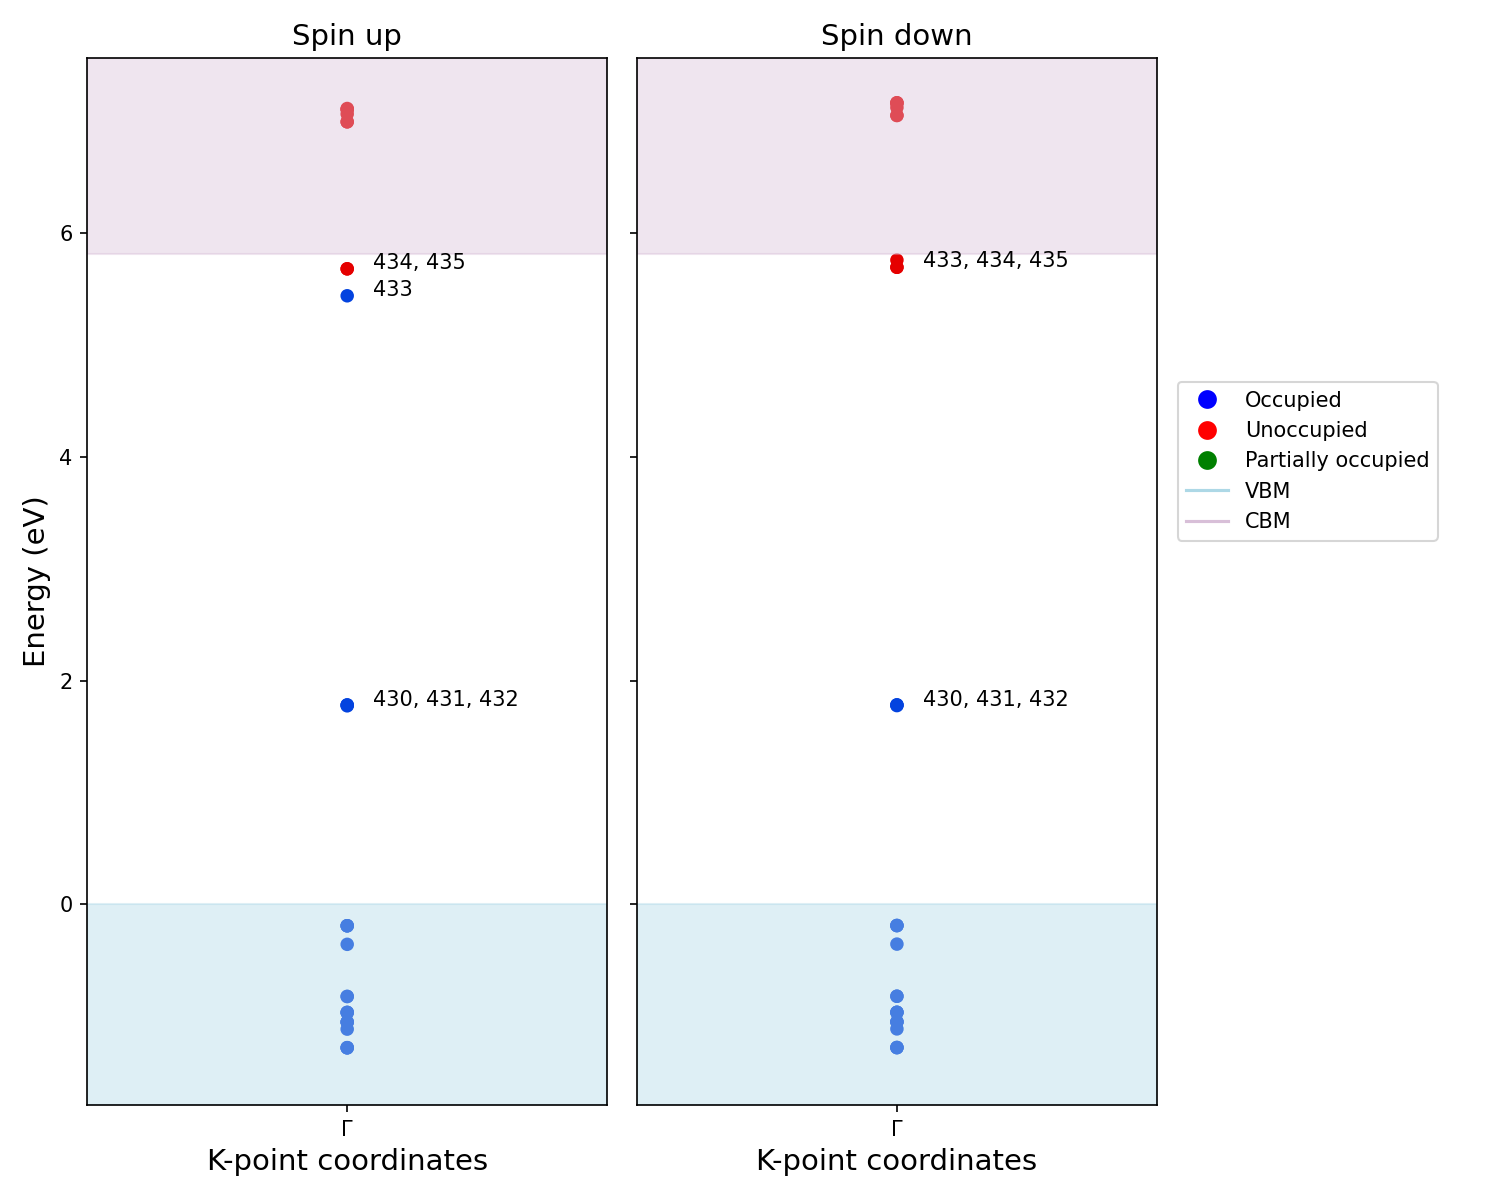 Spin up
Spin down
Energy (eV)
6
4
2
0
434, 435
433
430, 431, 432
433, 434, 435
430, 431, 432
Γ
Γ
K-point coordinates
K-point coordinates
Occupied
Unoccupied
Partially occupied
VBM
CBM